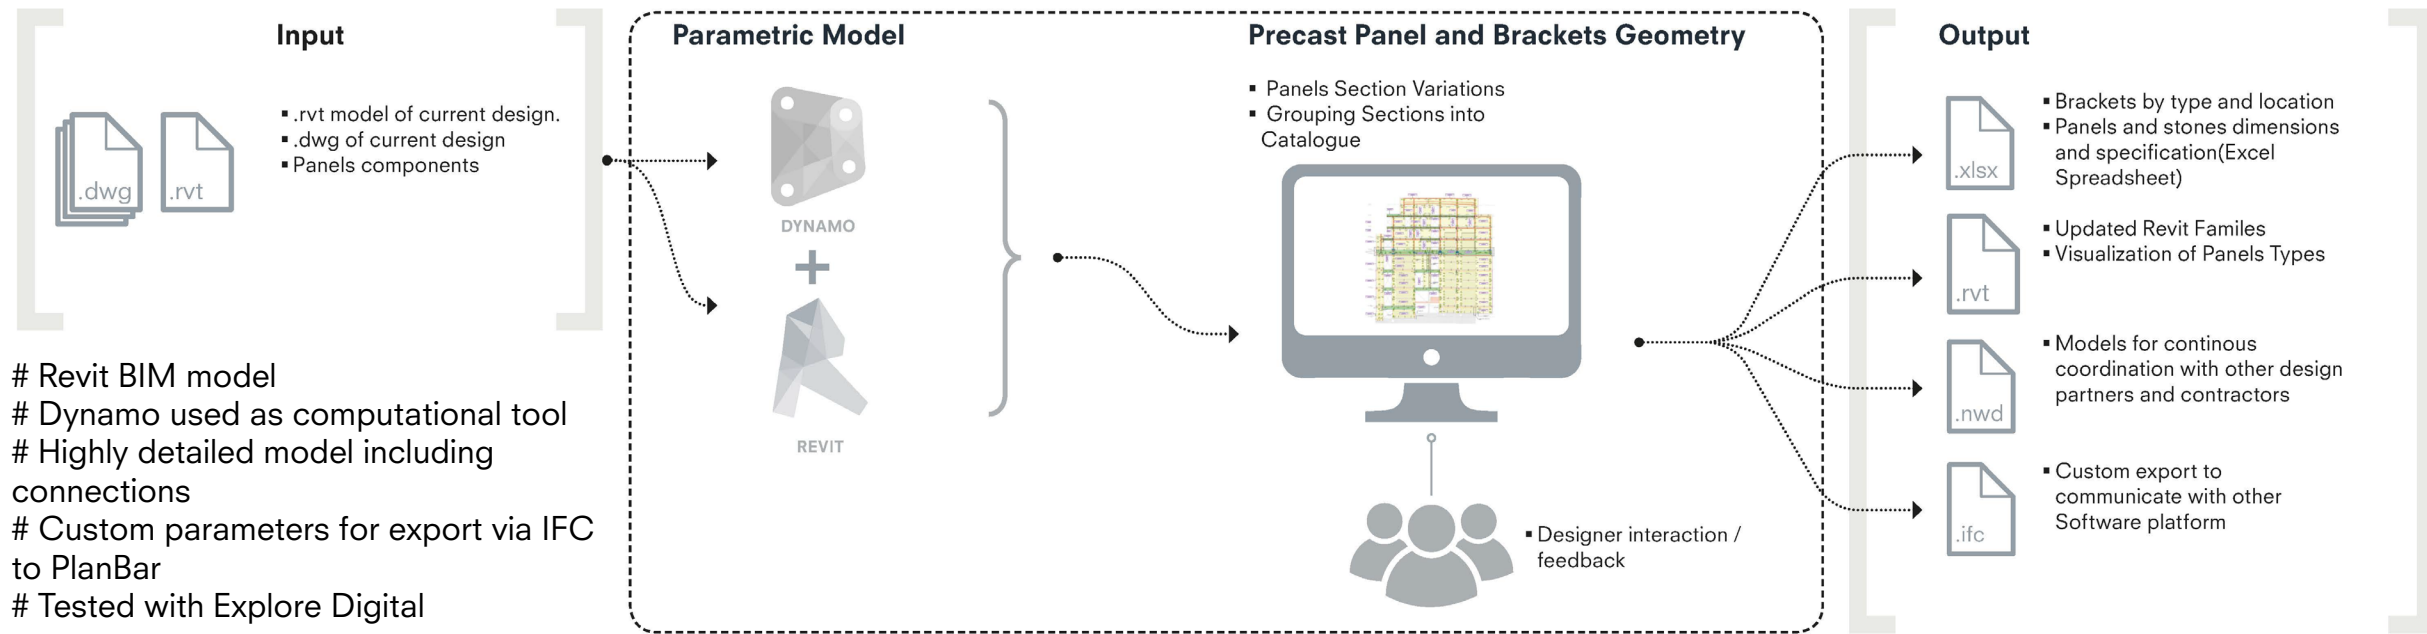 Input
.dwg
.rvt
▪ .rvt model of current design.
▪ .dwg of current design
▪ Panels components
# Revit BIM model
# Dynamo used as computational tool
# Highly detailed model including
connections
# Custom parameters for export via IFC
to PlanBar
# Tested with Explore Digital
Parametric Model
DYNAMO
+
REVIT
Precast Panel and Brackets Geometry
▪ Panels Section Variations
▪ Grouping Sections into
Catalogue
▪ Designer interaction /
feedback
Output
.xlsx
▪ Brackets by type and location
▪ Panels and stones dimensions
and specification(Excel
Spreadsheet)
.rvt
▪ Updated Revit Familes
▪ Visualization of Panels Types
.nwd
▪ Models for continous
coordination with other design
partners and contractors
.ifc
▪ Custom export to
communicate with other
Software platform